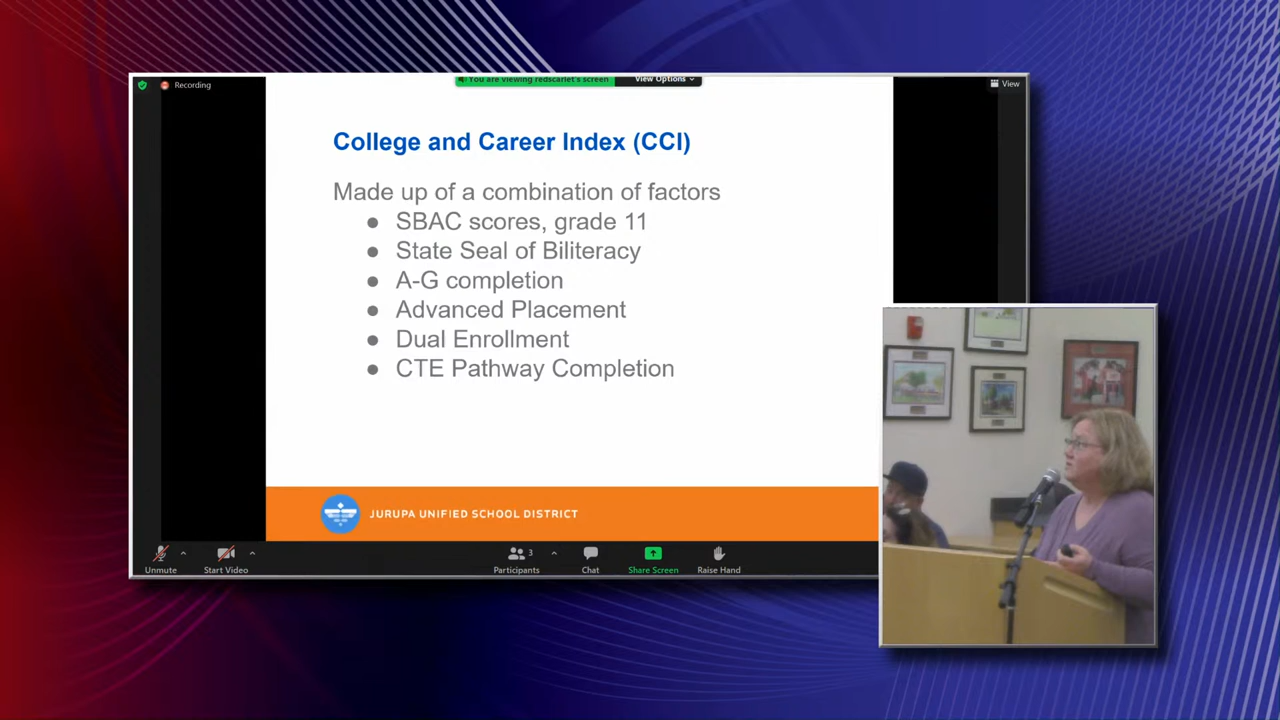 Recording
You are viewing redscarlet's screen
View Options
View
College and Career Index (CCI)
Made up of a combination of factors
● SBAC scores, grade 11
● State Seal of Biliteracy
● A-G completion
● Advanced Placement
● Dual Enrollment
● CTE Pathway Completion
JURUPA UNIFIED SCHOOL DISTRICT
3
Unmute
Start Video
Participants
Chat
Share Screen
Raise Hand